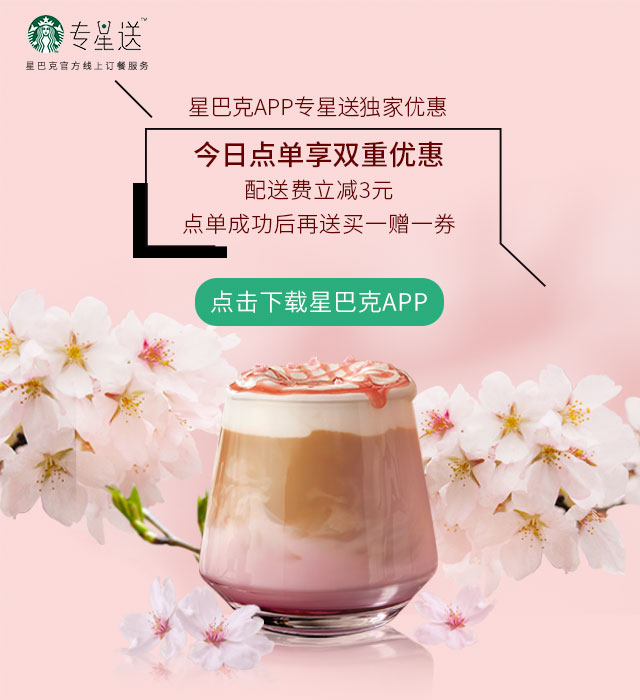 专星送™
星巴克官方线上订餐服务
星巴克APP专星送独家优惠
今日点单享双重优惠
配送费立减3元
点单成功后再送买一赠一券
点击下载星巴克APP